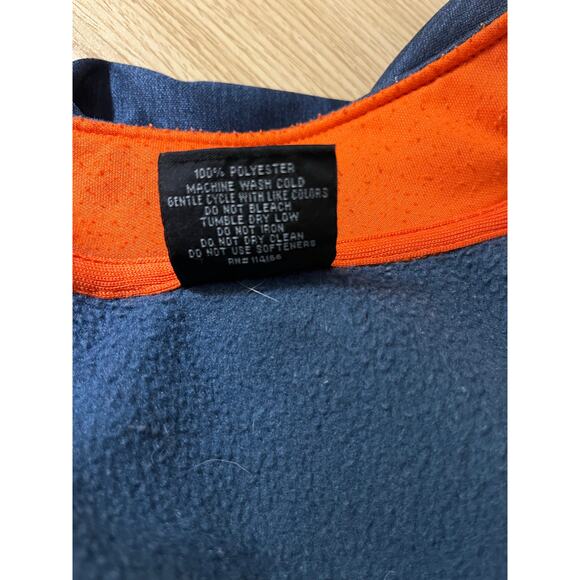 100% POLYESTER
MACHINE WASH COLD
GENTLE CYCLE WITH LIKE COLORS
DO NOT BLEACH
TUMBLE DRY LOW
DO NOT IRON
DO NOT DRY CLEAN
DO NOT USE SOFTENERS
RN# 114166